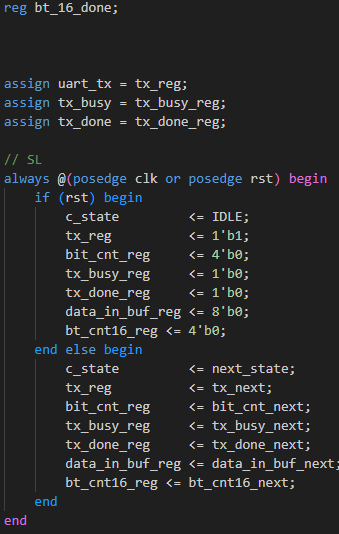 reg bt_16_done;
assign uart_tx = tx_reg;
assign tx_busy = tx_busy_reg;
assign tx_done = tx_done_reg;
// SL
always @(posedge clk or posedge rst) begin
    if (rst) begin
        c_state         <= IDLE;
        tx_reg          <= 1'b1;
        bit_cnt_reg     <= 4'b0;
        tx_busy_reg     <= 1'b0;
        tx_done_reg     <= 1'b0;
        data_in_buf_reg <= 8'b0;
        bt_cnt16_reg <= 4'b0;
    end else begin
        c_state         <= next_state;
        tx_reg          <= tx_next;
        bit_cnt_reg     <= bit_cnt_next;
        tx_busy_reg     <= tx_busy_next;
        tx_done_reg     <= tx_done_next;
        data_in_buf_reg <= data_in_buf_next;
        bt_cnt16_reg <= bt_cnt16_next;
    end
end